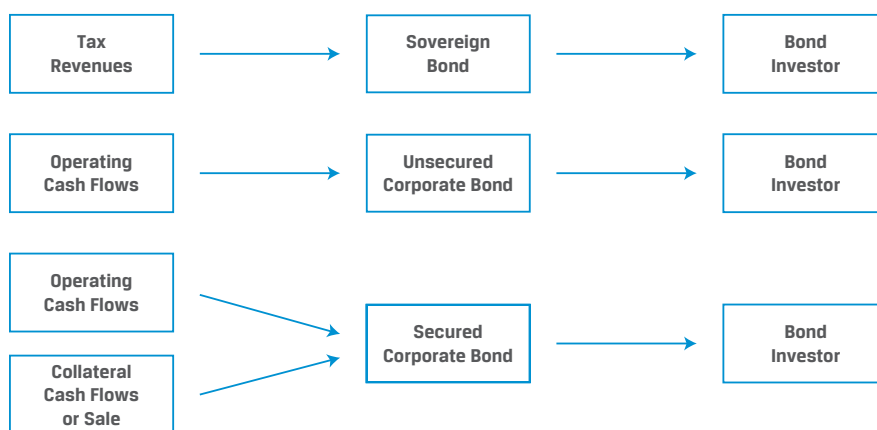 Tax
Revenues
Sovereign
Bond
Bond
Investor
Operating
Cash Flows
Unsecured
Corporate Bond
Bond
Investor
Operating
Cash Flows
Secured
Corporate Bond
Bond
Investor
Collateral
Cash Flows
or Sale